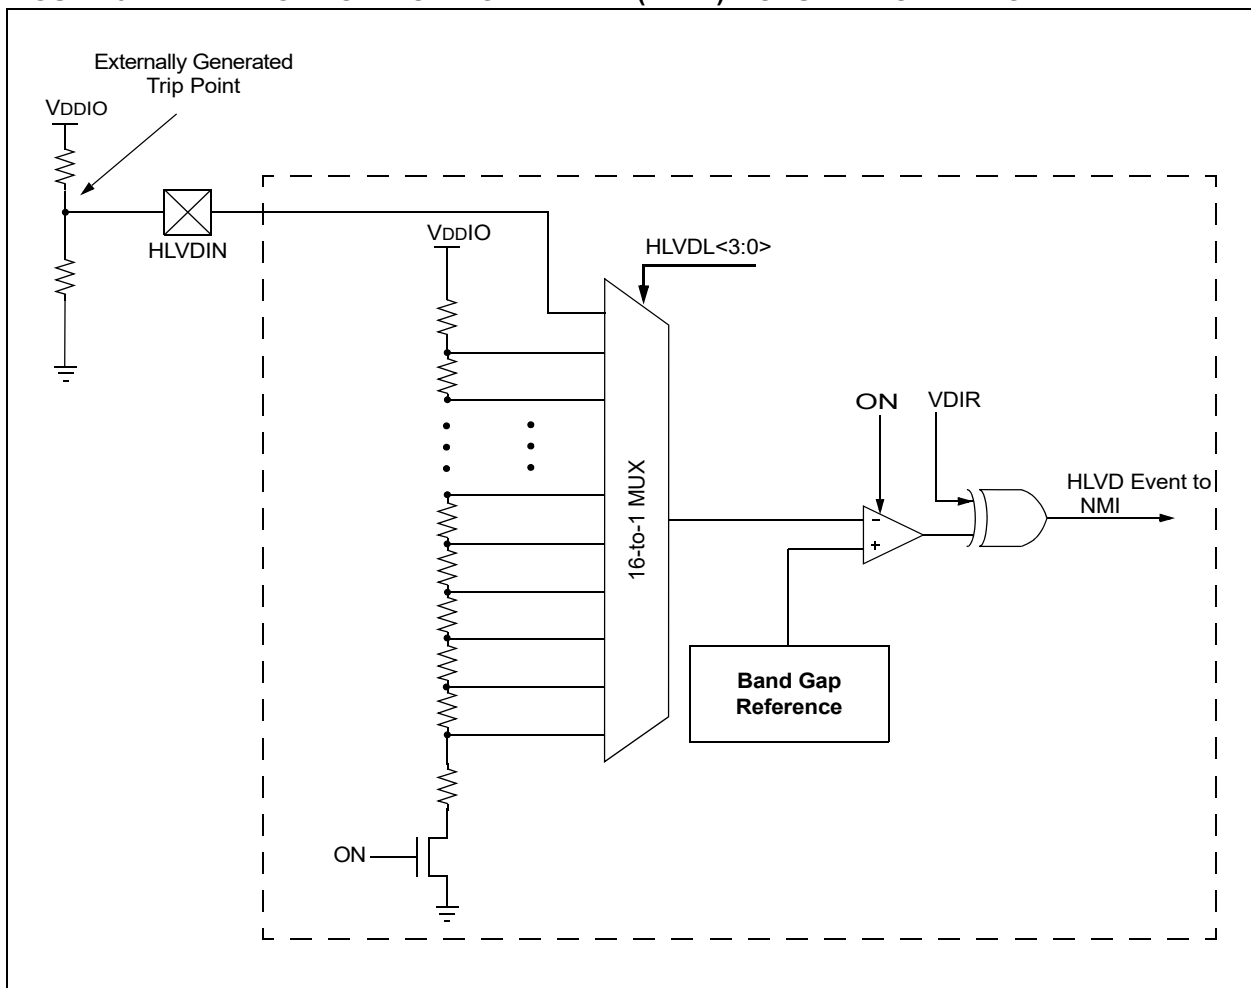 Externally Generated
Trip Point
VDDIO
HLVDIN
VDDIO
HLVDL<3:0>
16-to-1 MUX
ON
VDIR
-
+
HLVD Event to
NMI
Band Gap
Reference
ON